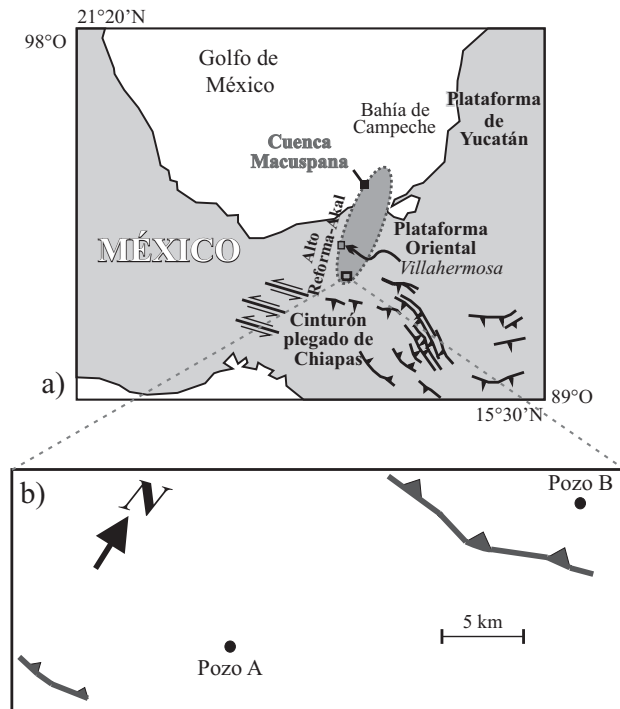 21°20'N
98°O
Golfo de
México
Bahía de
Campeche
Plataforma
de
Yucatán
Cuenca
Macuspana
MÉXICO
Alto
Reforma-Akal
Plataforma
Oriental
Villahermosa
Cinturón
plegado de
Chiapas
a)
89°O
15°30'N
b)
N
Pozo B
5 km
Pozo A